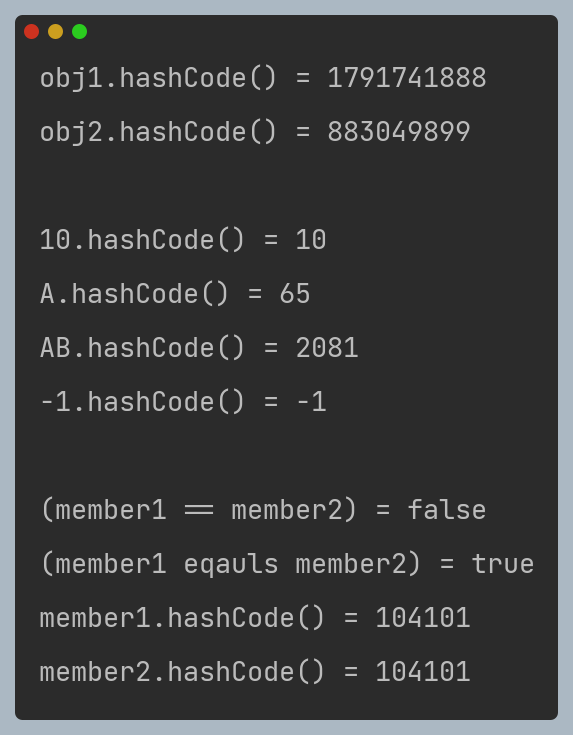 obj1.hashCode() = 1791741888
obj2.hashCode() = 883049899
10.hashCode() = 10
A.hashCode() = 65
AB.hashCode() = 2081
-1.hashCode() = -1
(member1 == member2) = false
(member1 eqauls member2) = true
member1.hashCode() = 104101
member2.hashCode() = 104101